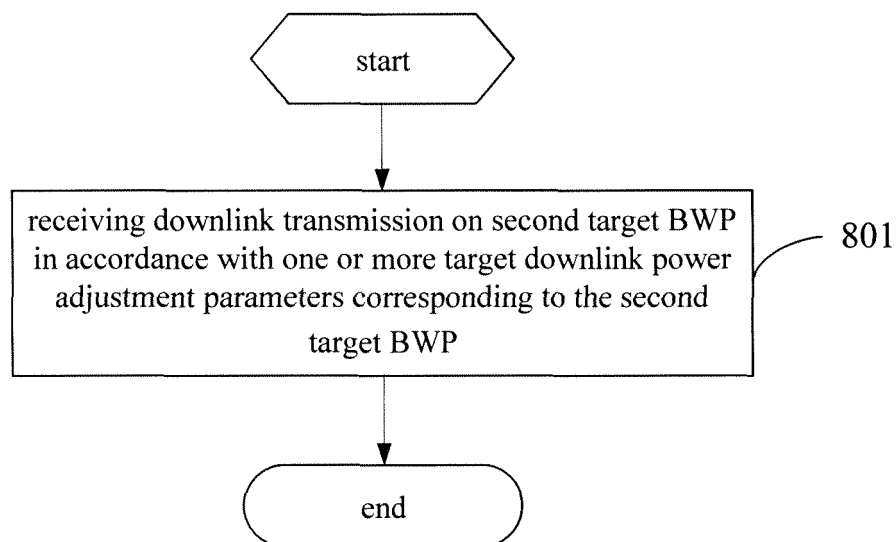 start
receiving downlink transmission on second target BWP
in accordance with one or more target downlink power
adjustment parameters corresponding to the second
target BWP
801
end